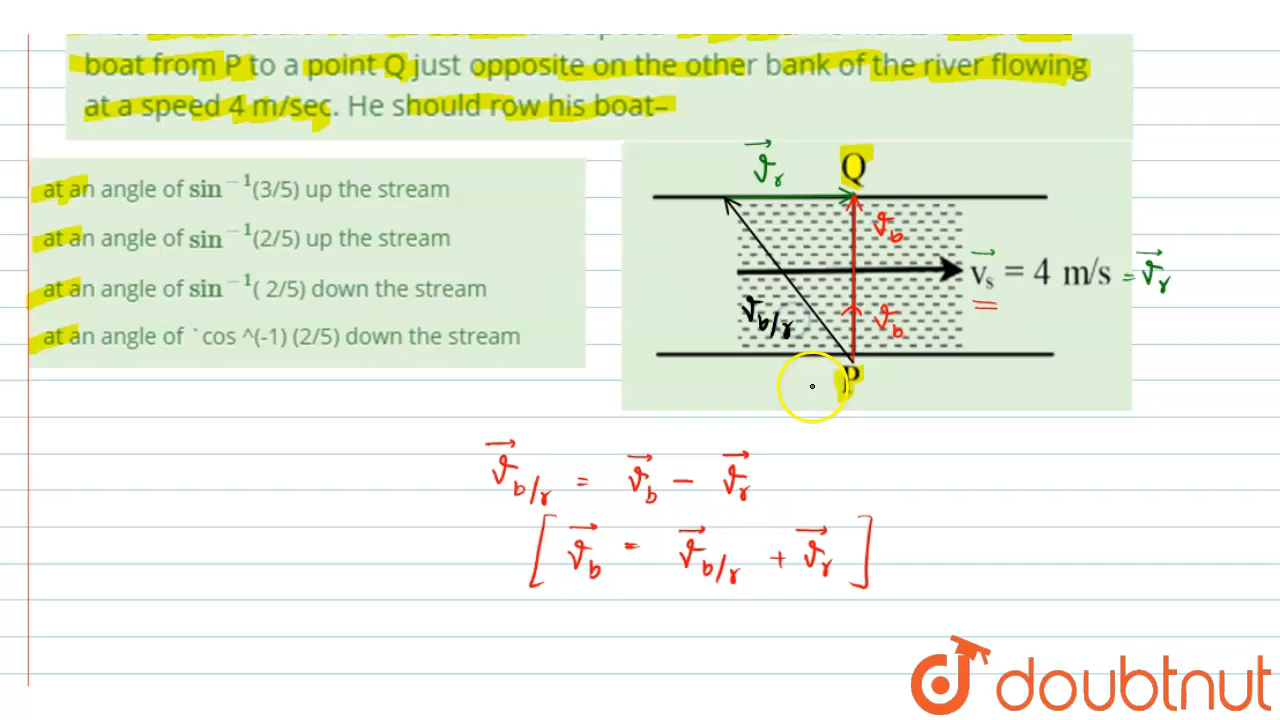 boat from P to a point Q just opposite on the other bank of the river flowing
at a speed 4 m/sec. He should row his boat–
at an angle of sin⁻¹(3/5) up the stream
at an angle of sin⁻¹(2/5) up the stream
at an angle of sin⁻¹( 2/5) down the stream
at an angle of `cos ^(-1) (2/5) down the stream
v⃗r Q
vb
v⃗s = 4 m/s = v⃗r
vb/r vb
P
v⃗b/r = v⃗b − v⃗r
[ v⃗b = v⃗b/r + v⃗r ]
doubtnut